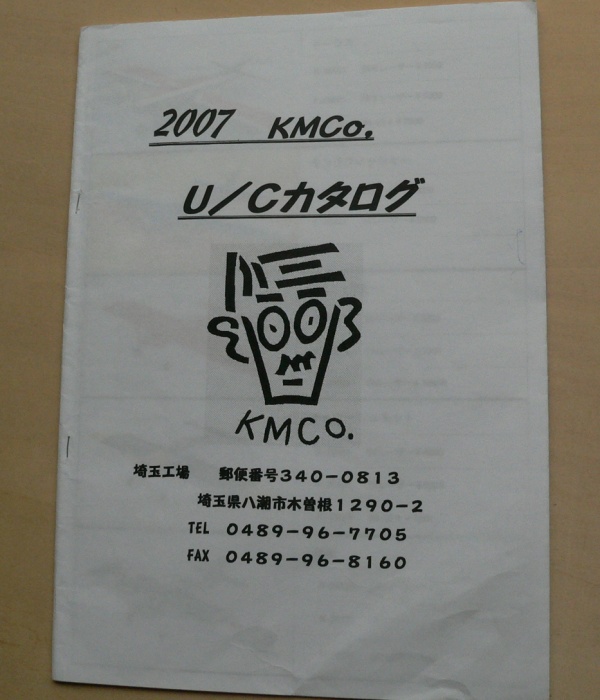 2007 KMCo.
U/Cカタログ
KMCo.
埼玉工場 郵便番号340-0813
埼玉県八潮市木曽根1290-2
TEL 0489-96-7705
FAX 0489-96-8160